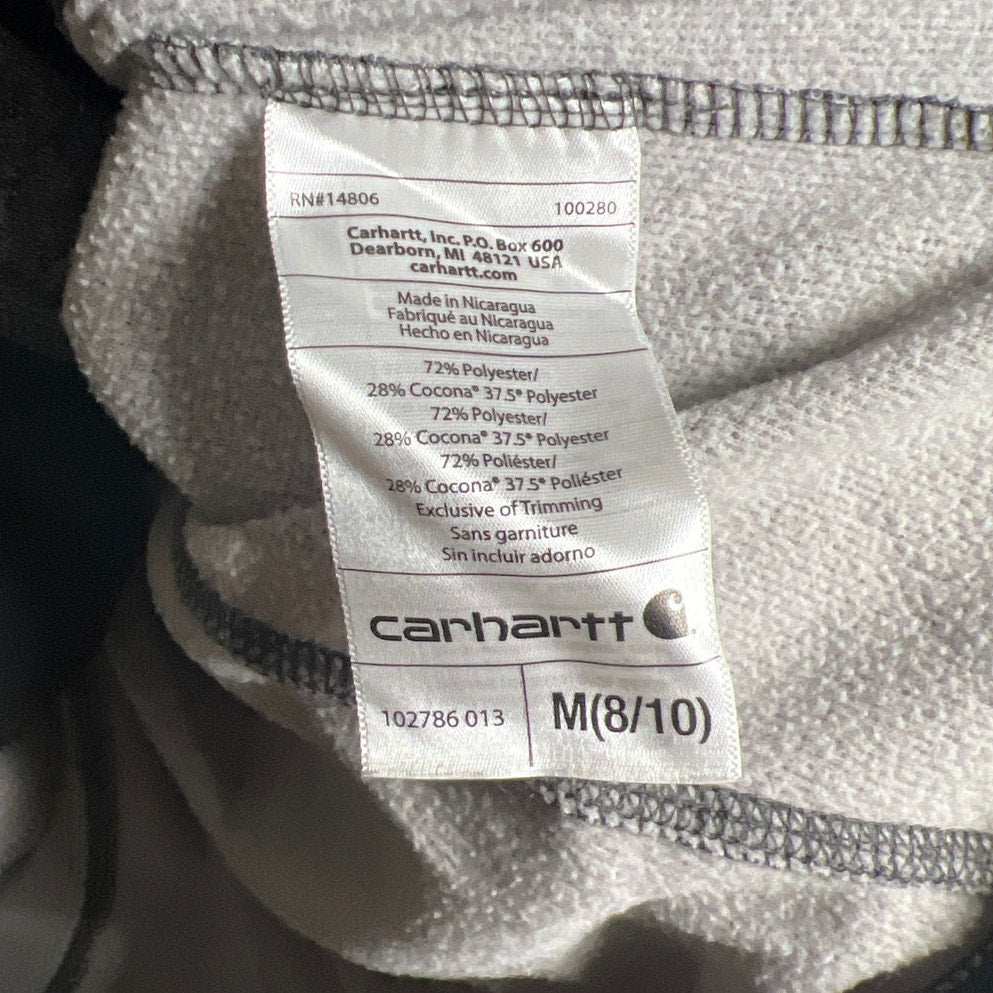 RN#14806
100280
Carhartt, Inc. P.O. Box 600
Dearborn, MI 48121 USA
carhartt.com
Made in Nicaragua
Fabriqué au Nicaragua
Hecho en Nicaragua
72% Polyester/
28% Cocona® 37.5® Polyester
72% Polyester/
28% Cocona® 37.5® Polyester
72% Poliéster/
28% Cocona® 37.5® Poliéster
Exclusive of Trimming
Sans garniture
Sin incluir adorno
carhartt
102786 013
M(8/10)